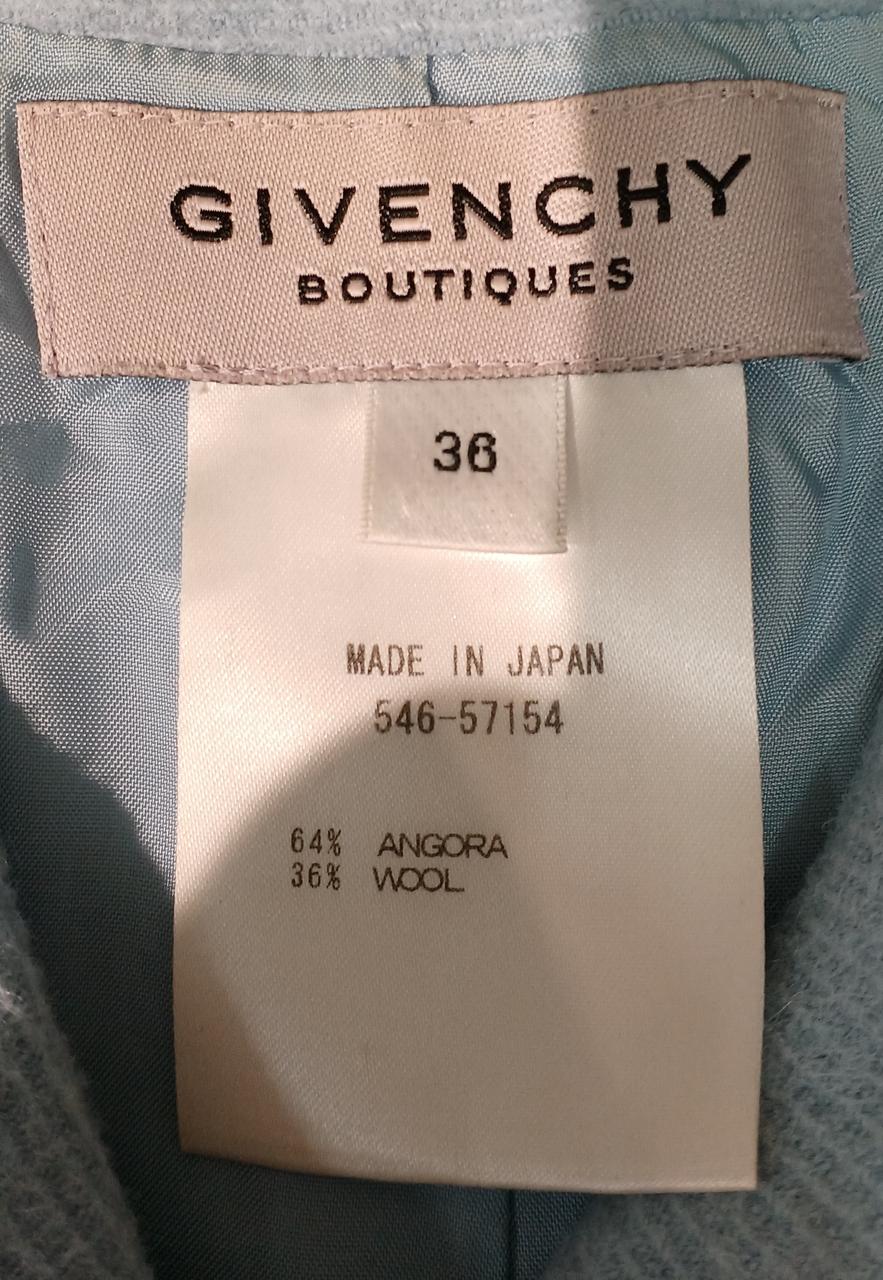 GIVENCHY
BOUTIQUES
36
MADE IN JAPAN
546-57154
64% ANGORA
36% WOOL